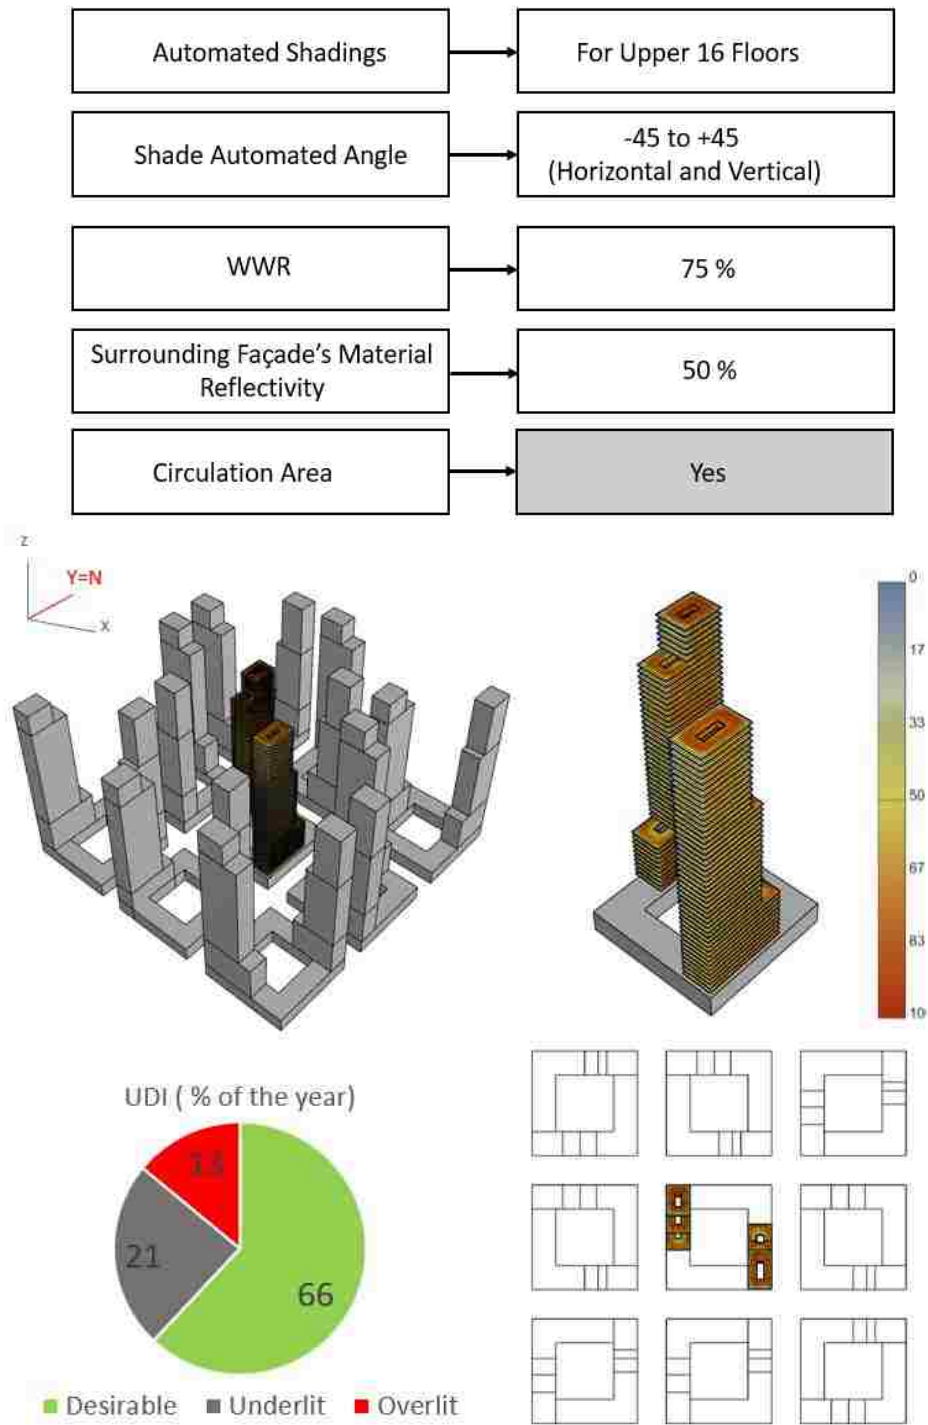 Automated Shadings
For Upper 16 Floors
Shade Automated Angle
-45 to +45
(Horizontal and Vertical)
WWR
75 %
Surrounding Façade's Material
Reflectivity
50 %
Circulation Area
Yes
z
Y=N
X
0
17
33
50
67
83
10
UDI ( % of the year)
13
21
66
Desirable
Underlit
Overlit